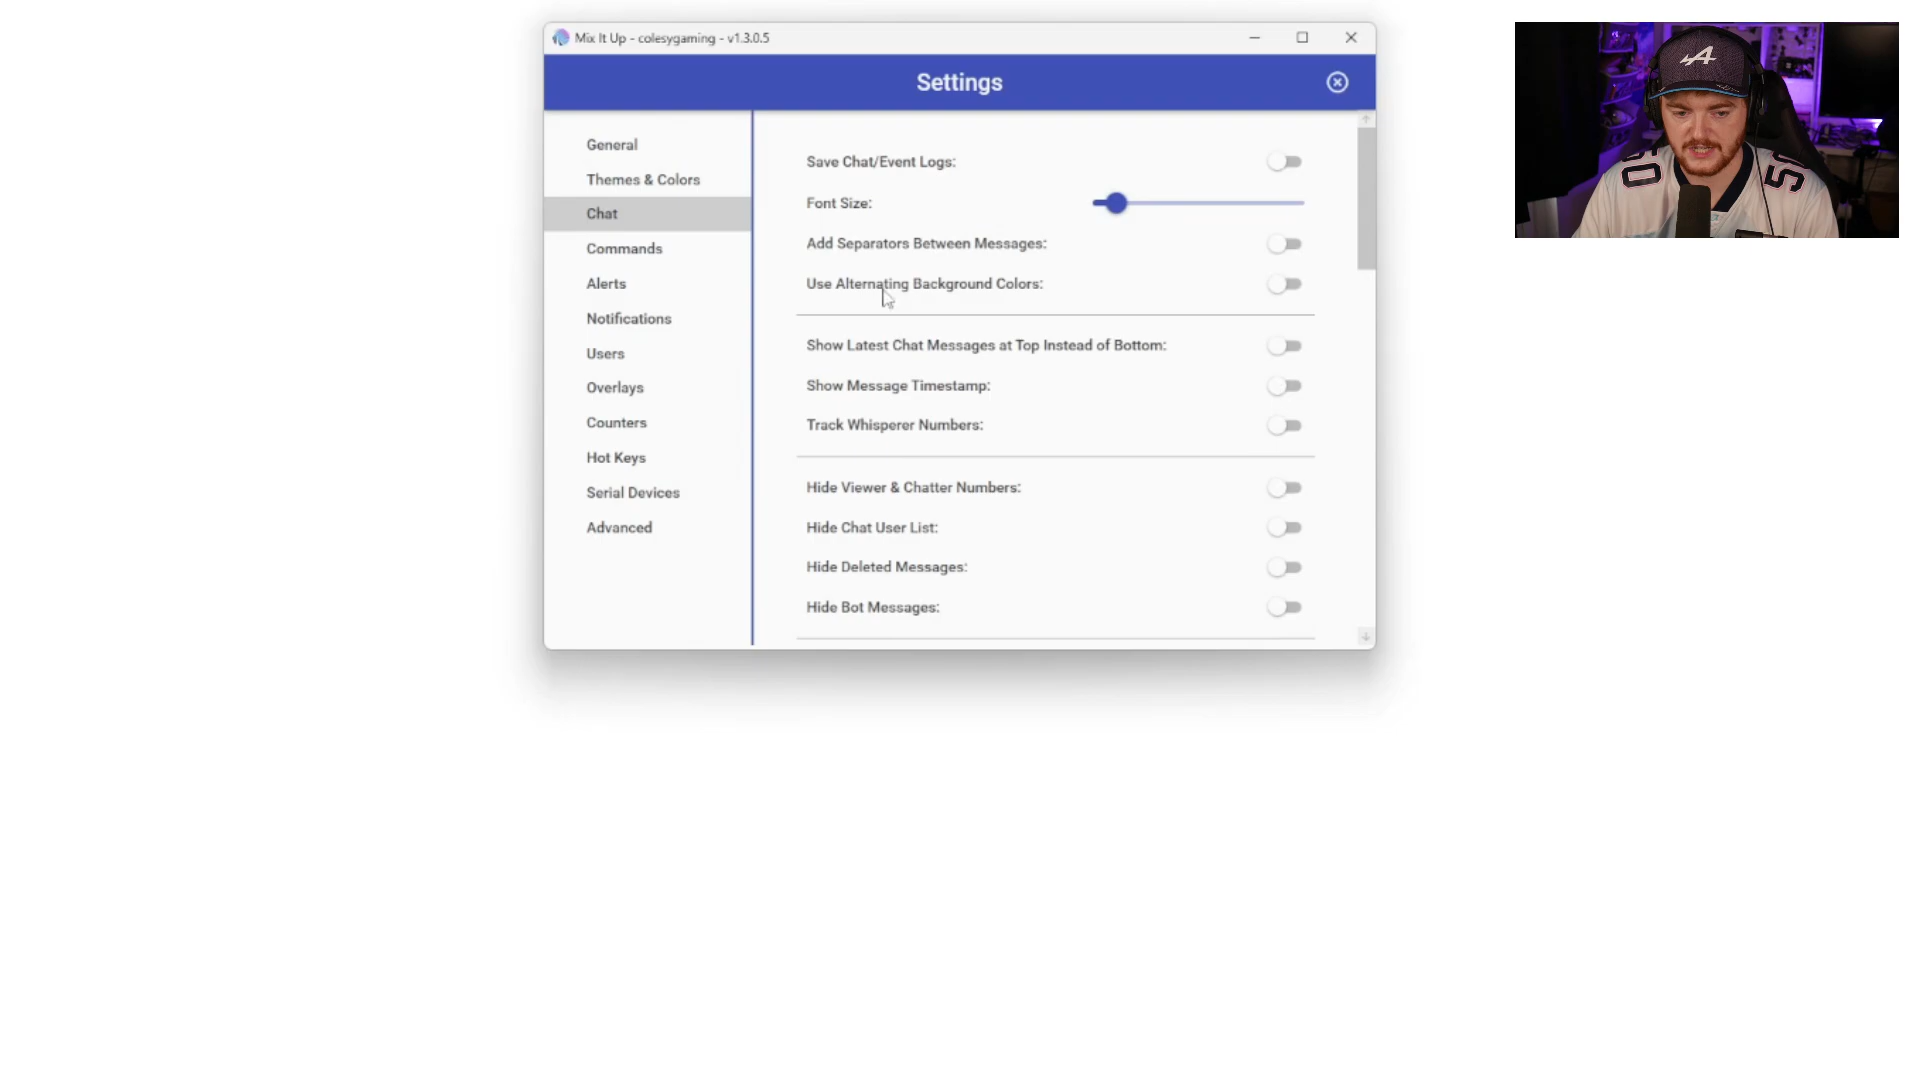 Mix It Up - colesygaming - v1.3.0.5
Settings
General
Themes & Colors
Chat
Commands
Alerts
Notifications
Users
Overlays
Counters
Hot Keys
Serial Devices
Advanced
Save Chat/Event Logs:
Font Size:
Add Separators Between Messages:
Use Alternating Background Colors:
Show Latest Chat Messages at Top Instead of Bottom:
Show Message Timestamp:
Track Whisperer Numbers:
Hide Viewer & Chatter Numbers:
Hide Chat User List:
Hide Deleted Messages:
Hide Bot Messages:
A
50
50